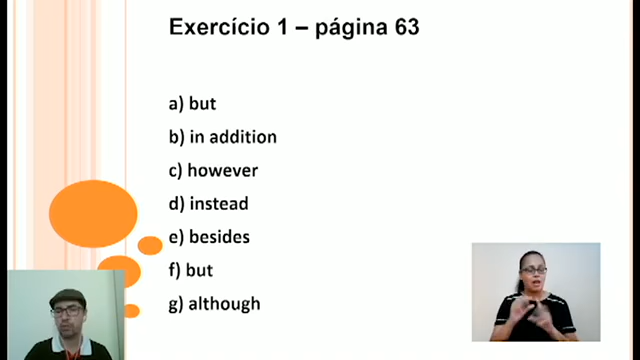 Exercício 1 – página 63
a) but
b) in addition
c) however
d) instead
e) besides
f) but
g) although